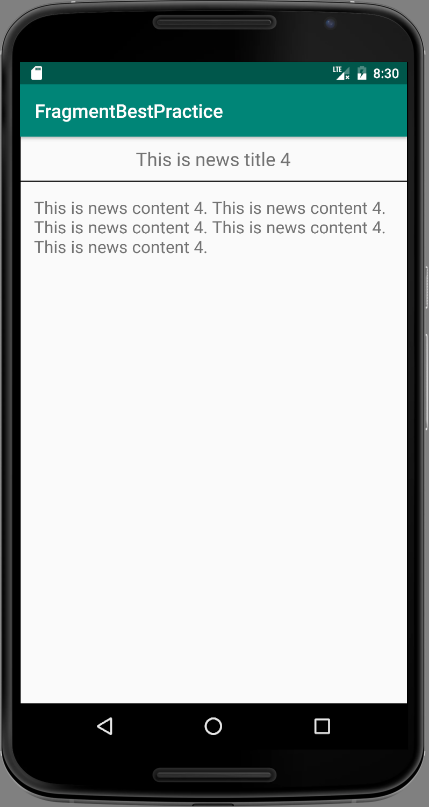 LTE 8:30
FragmentBestPractice
This is news title 4
This is news content 4. This is news content 4.
This is news content 4. This is news content 4.
This is news content 4.